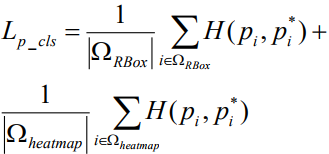 L_{p\_cls} = \frac{1}{|\Omega_{RBox}|} \sum_{i \in \Omega_{RBox}} H(p_i, p_i^*) +
\frac{1}{|\Omega_{heatmap}|} \sum_{i \in \Omega_{heatmap}} H(p_i, p_i^*)